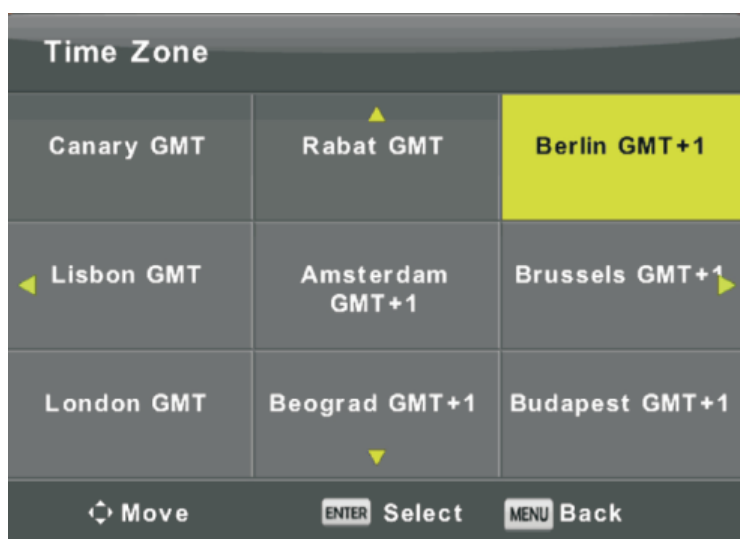 Time Zone
Canary GMT
Rabat GMT
Berlin GMT+1
Lisbon GMT
Amsterdam
GMT+1
Brussels GMT+1
London GMT
Beograd GMT+1
Budapest GMT+1
Move
ENTER Select
MENU Back